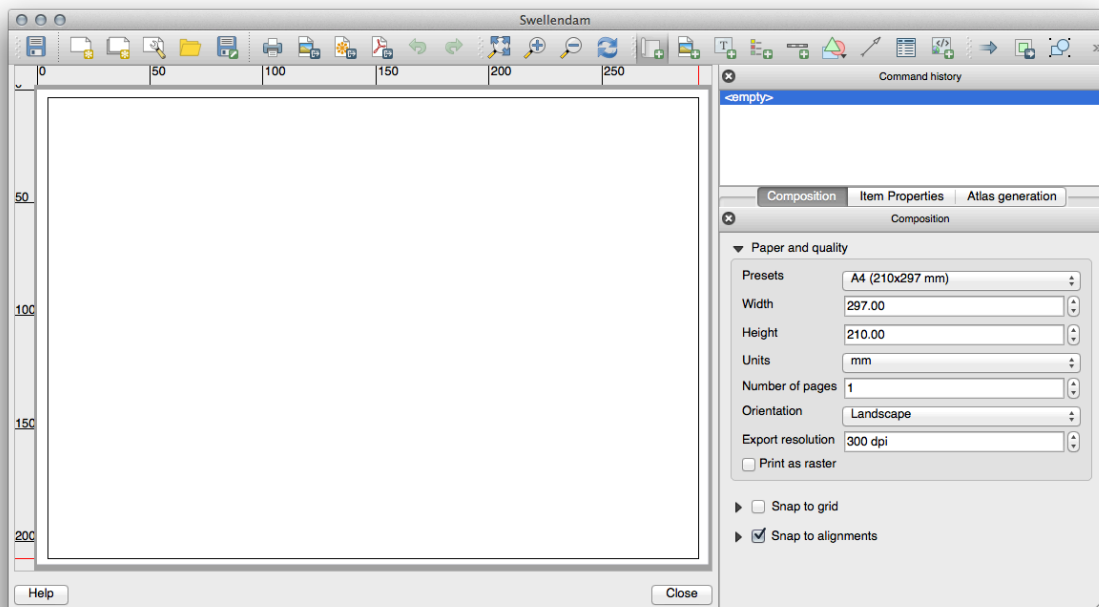 Swellendam
0 50 100 150 200 250
0
50
100
150
200
Command history
<empty>
Composition Item Properties Atlas generation
Composition
Paper and quality
Presets A4 (210x297 mm)
Width 297.00
Height 210.00
Units mm
Number of pages 1
Orientation Landscape
Export resolution 300 dpi
Print as raster
Snap to grid
Snap to alignments
Help Close